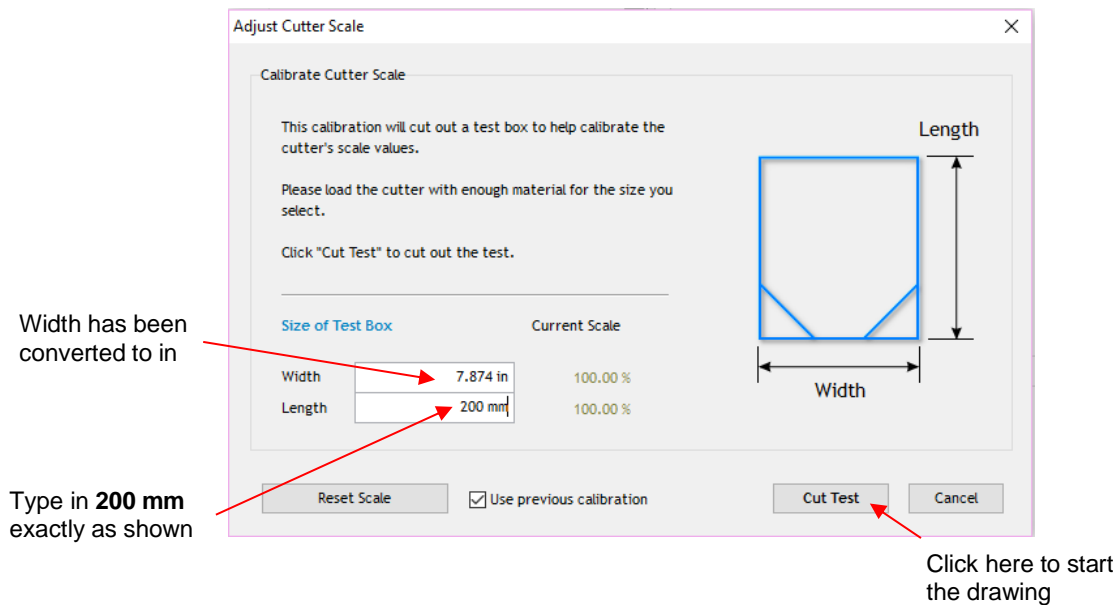 Adjust Cutter Scale
Calibrate Cutter Scale
This calibration will cut out a test box to help calibrate the
cutter's scale values.
Please load the cutter with enough material for the size you
select.
Click "Cut Test" to cut out the test.
Length
Width
Size of Test Box
Current Scale
Width has been
converted to in
Width
7.874 in
100.00 %
Length
200 mm
100.00 %
Type in 200 mm
exactly as shown
Reset Scale
Use previous calibration
Cut Test
Cancel
Click here to start
the drawing